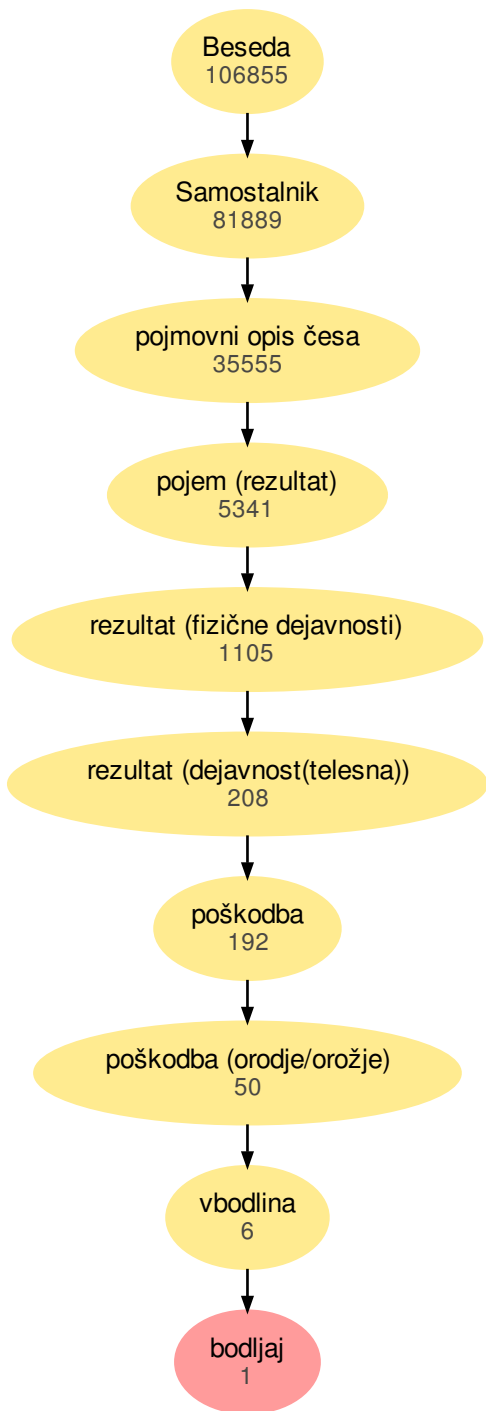 Beseda
106855
Samostalnik
81889
pojmovni opis česa
35555
pojem (rezultat)
5341
rezultat (fizične dejavnosti)
1105
rezultat (dejavnost(telesna))
208
poškodba
192
poškodba (orodje/orožje)
50
vbodlina
6
bodljaj
1